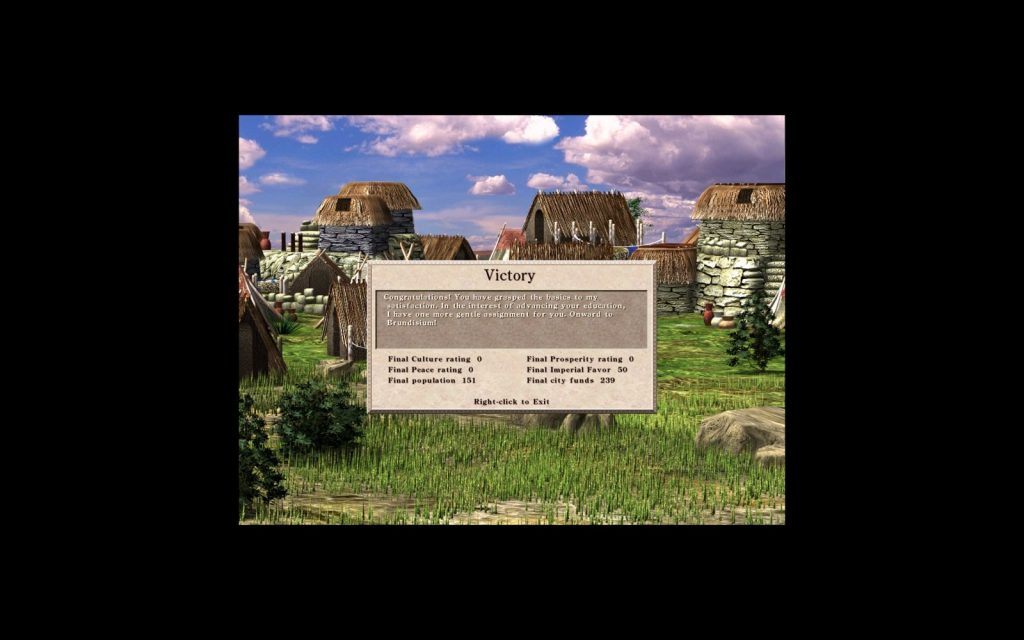 Victory
Congratulations! You have grasped the basics to my
satisfaction. In the interest of advancing your education,
I have one more gentle assignment for you. Onward to
Brundisium!
Final Culture rating 0
Final Prosperity rating 0
Final Peace rating 0
Final Imperial Favor 50
Final population 151
Final city funds 239
Right-click to Exit